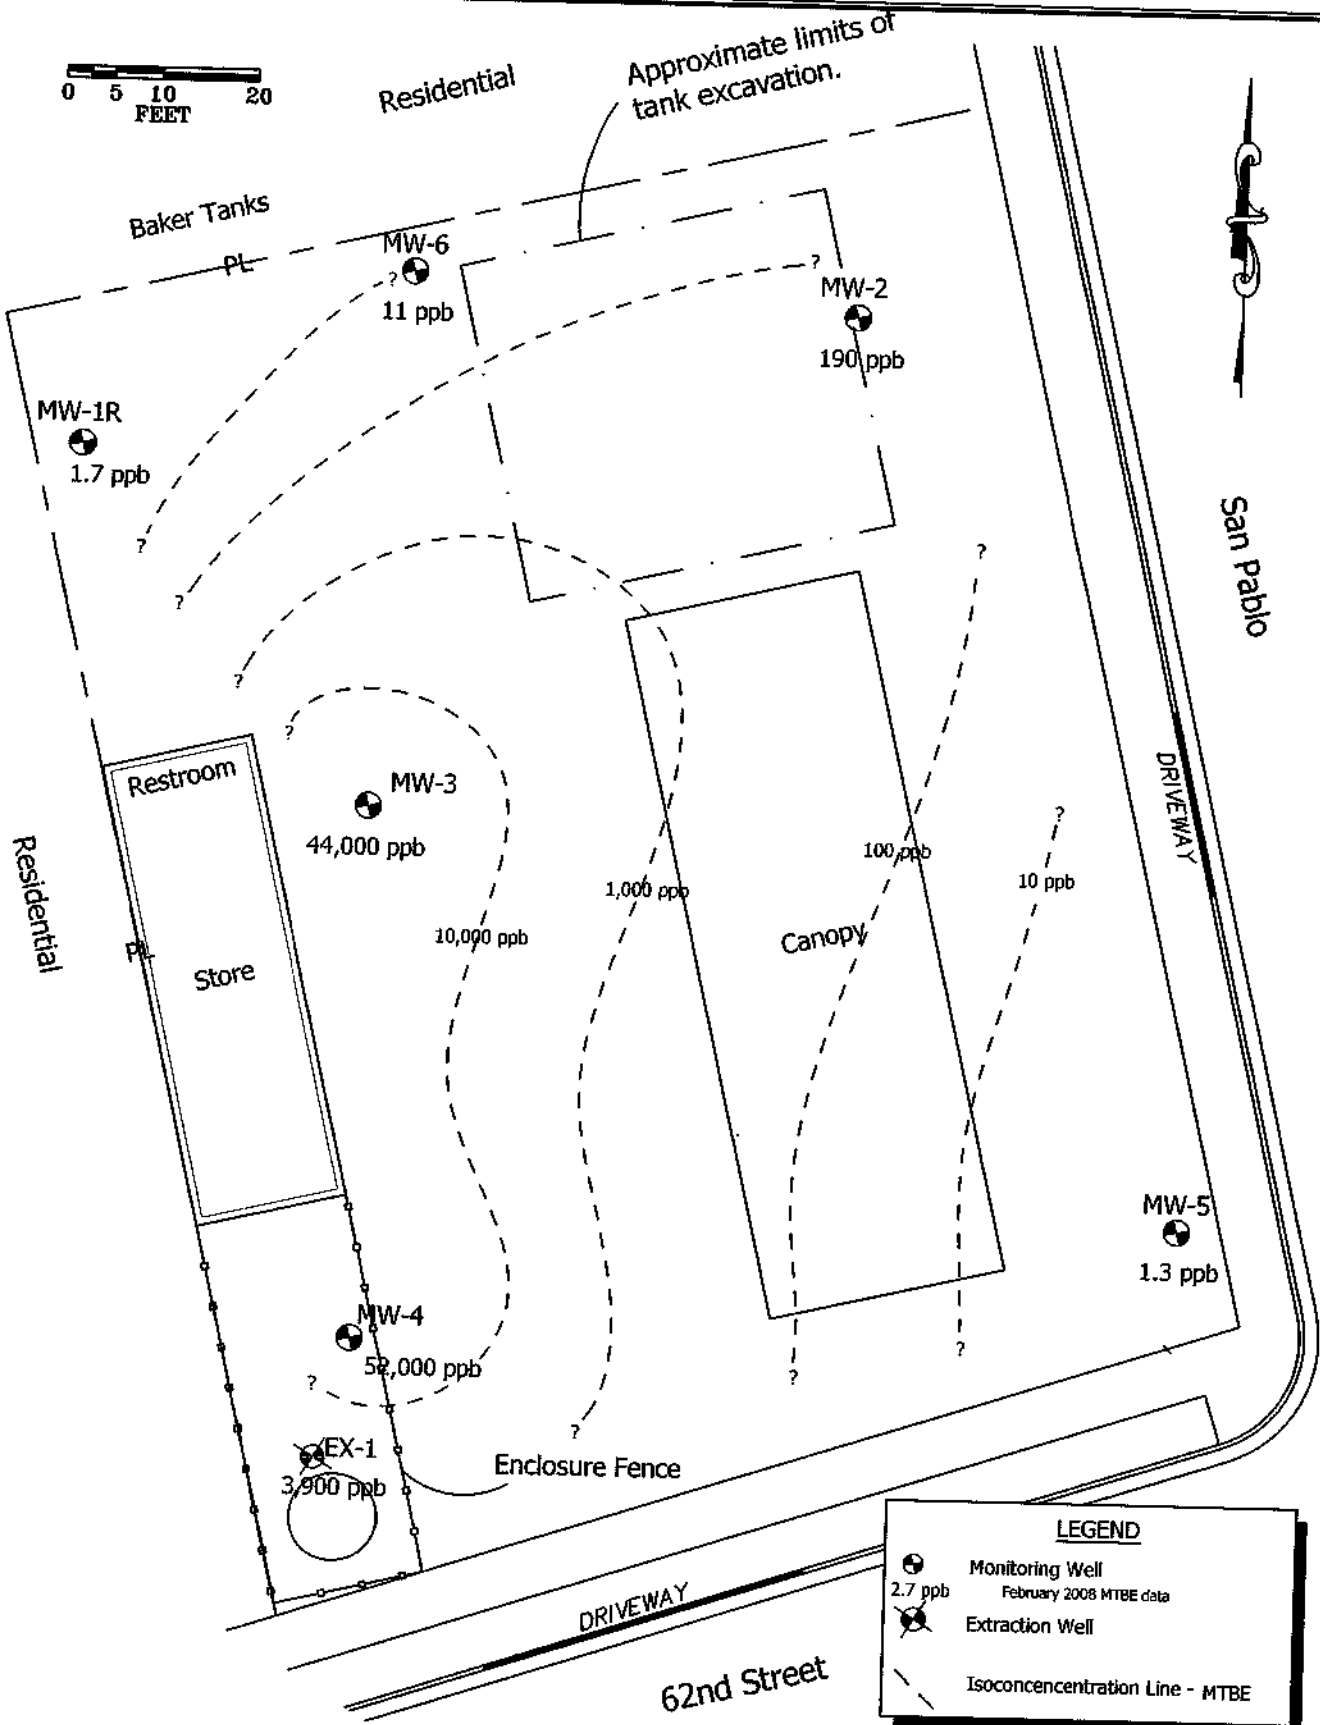 Approximate limits of
tank excavation.
Residential
0 5 10 20
FEET
Baker Tanks
PL
MW-6
?
11 ppb
?
MW-2
190 ppb
MW-1R
1.7 ppb
?
?
?
San Pablo
?
?
Restroom
MW-3
44,000 ppb
DRIVEWAY
?
Residential
100 ppb
10 ppb
1,000 ppb
10,000 ppb
Canopy
PL
Store
MW-5
1.3 ppb
MW-4
52,000 ppb
?
?
?
?
EX-1
3,900 ppb
Enclosure Fence
DRIVEWAY
62nd Street
LEGEND
Monitoring Well
2.7 ppb February 2008 MTBE data
Extraction Well
Isoconcencentration Line - MTBE